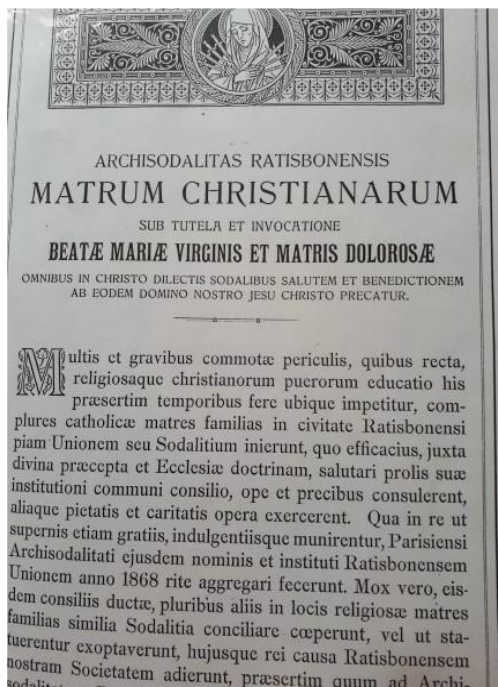 ARCHISODALITAS RATISBONENSIS
MATRUM CHRISTIANARUM
SUB TUTELA ET INVOCATIONE
BEATÆ MARIÆ VIRGINIS ET MATRIS DOLOROSÆ
OMNIBUS IN CHRISTO DILECTIS SODALIBUS SALUTEM ET BENEDICTIONEM
AB EODEM DOMINO NOSTRO JESU CHRISTO PRECATUR.
Multis et gravibus commotæ periculis, quibus recta,
religiosaque christianorum puerorum educatio his
præsertim temporibus fere ubique impetitur, com-
plures catholicæ matres familias in civitate Ratisbonensi
piam Unionem seu Sodalitium inierunt, quo efficacius, juxta
divina præcepta et Ecclesiæ doctrinam, salutari prolis suæ
institutioni communi consilio, ope et precibus consulerent,
aliaque pietatis et caritatis opera exercerent. Qua in re ut
supernis etiam gratiis, indulgentiisque munirentur, Parisiensi
Archisodalitati ejusdem nominis et instituti Ratisbonensem
Unionem anno 1868 rite aggregari fecerunt. Mox vero, eis-
dem consiliis ductæ, pluribus aliis in locis religiosæ matres
familias similia Sodalitia conciliare cœperunt, vel ut sta-
tuerentur exoptaverunt, hujusque rei causa Ratisbonensem
nostram Societatem adierunt, præsertim quum ad Archi-